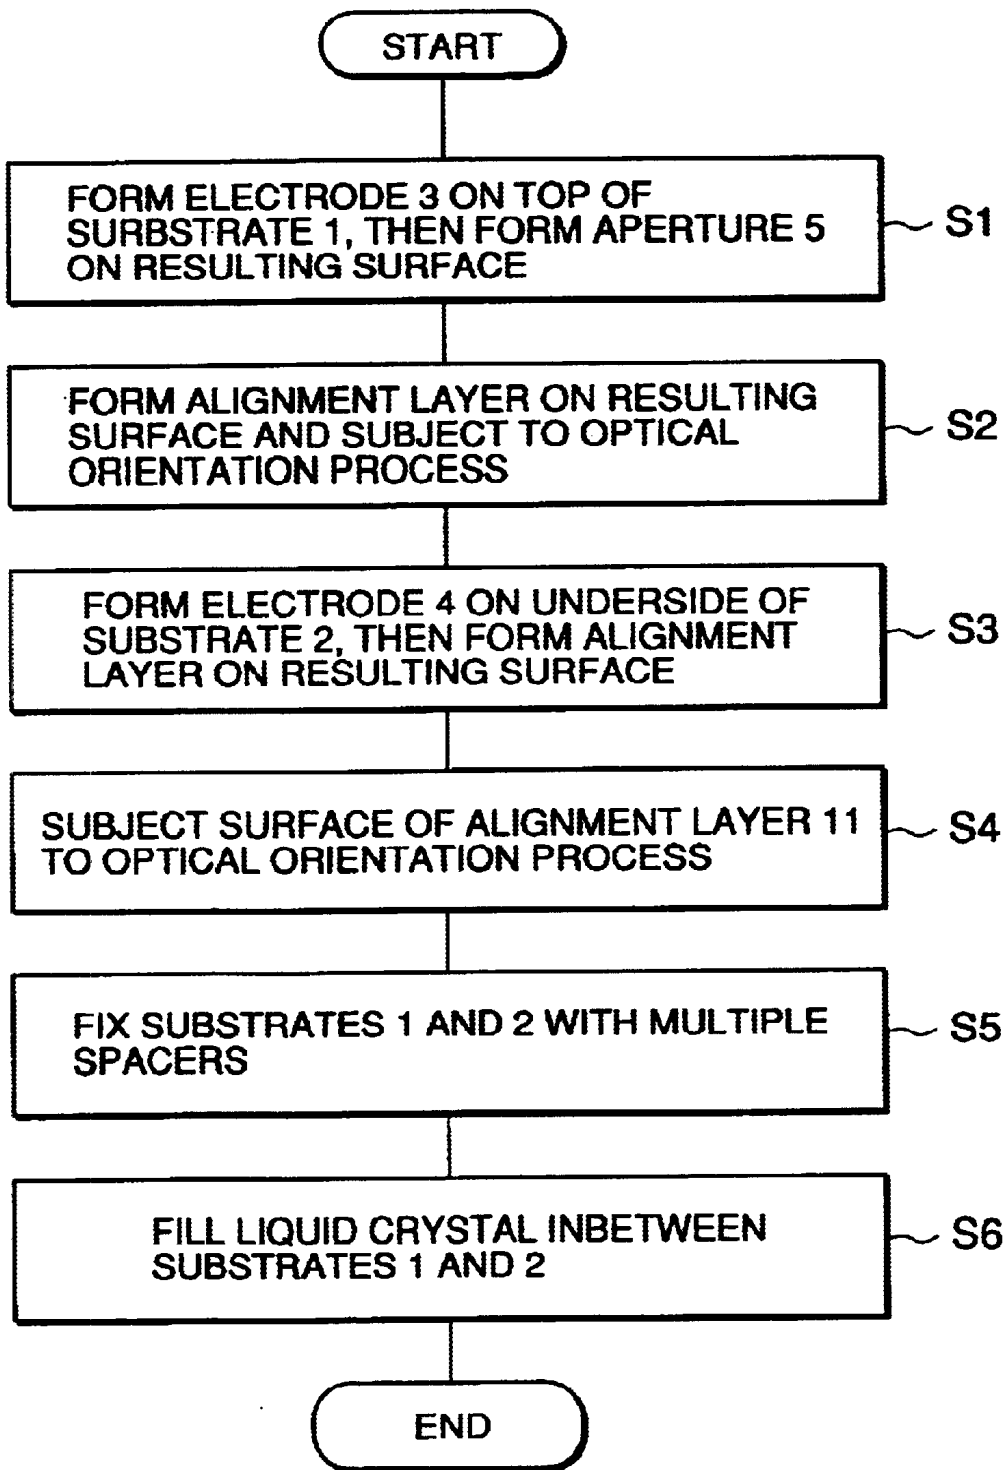 START
FORM ELECTRODE 3 ON TOP OF
SURBSTRATE 1, THEN FORM APERTURE 5
ON RESULTING SURFACE
S1
FORM ALIGNMENT LAYER ON RESULTING
SURFACE AND SUBJECT TO OPTICAL
ORIENTATION PROCESS
S2
FORM ELECTRODE 4 ON UNDERSIDE OF
SUBSTRATE 2, THEN FORM ALIGNMENT
LAYER ON RESULTING SURFACE
S3
SUBJECT SURFACE OF ALIGNMENT LAYER 11
TO OPTICAL ORIENTATION PROCESS
S4
FIX SUBSTRATES 1 AND 2 WITH MULTIPLE
SPACERS
S5
FILL LIQUID CRYSTAL INBETWEEN
SUBSTRATES 1 AND 2
S6
END